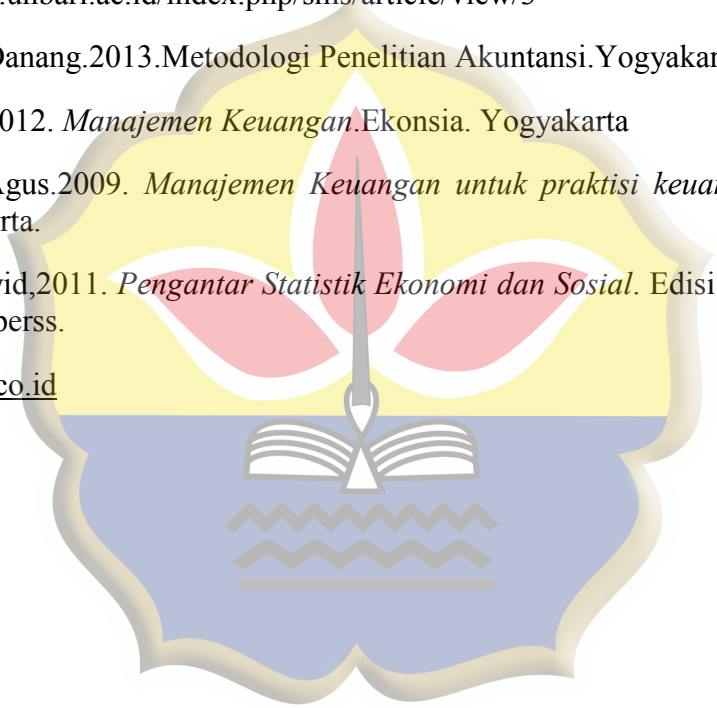 .unbari.ac.id/index.php/sms/article/view/3
Danang.2013.Metodologi Penelitian Akuntansi.Yogyakar
012. Manajemen Keuangan.Ekonsia. Yogyakarta
Agus.2009. Manajemen Keuangan untuk praktisi keuan
rta.
vid,2011. Pengantar Statistik Ekonomi dan Sosial. Edisi
perss.
co.id